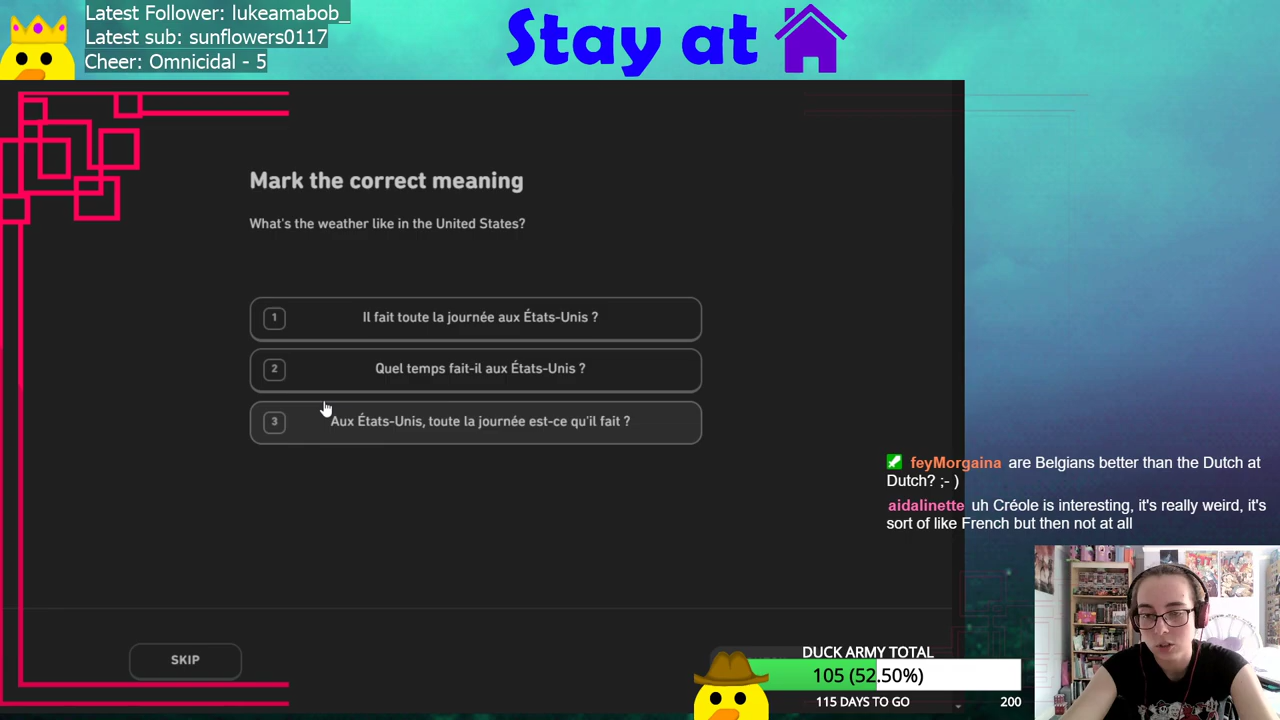 Latest Follower: lukeamabob_
Latest sub: sunflowers0117
Cheer: Omnicidal - 5
Stay at
Mark the correct meaning
What's the weather like in the United States?
1 Il fait toute la journée aux États-Unis ?
2 Quel temps fait-il aux États-Unis ?
3 Aux États-Unis, toute la journée est-ce qu'il fait ?
feyMorgaina are Belgians better than the Dutch at
Dutch? ;- )
aidalinette uh Créole is interesting, it's really weird, it's
sort of like French but then not at all
SKIP
DUCK ARMY TOTAL
105 (52.50%)
115 DAYS TO GO 200